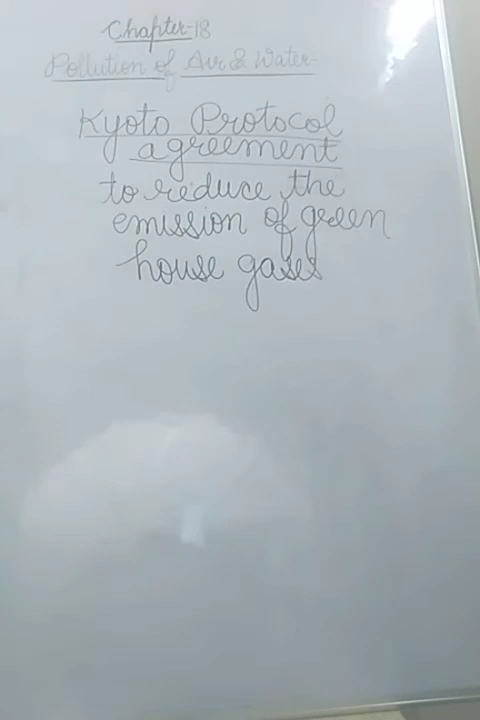 Chapter-18
Pollution of Air & Water-
Kyoto Protocol
agreement
to reduce the
emission of green
house gases